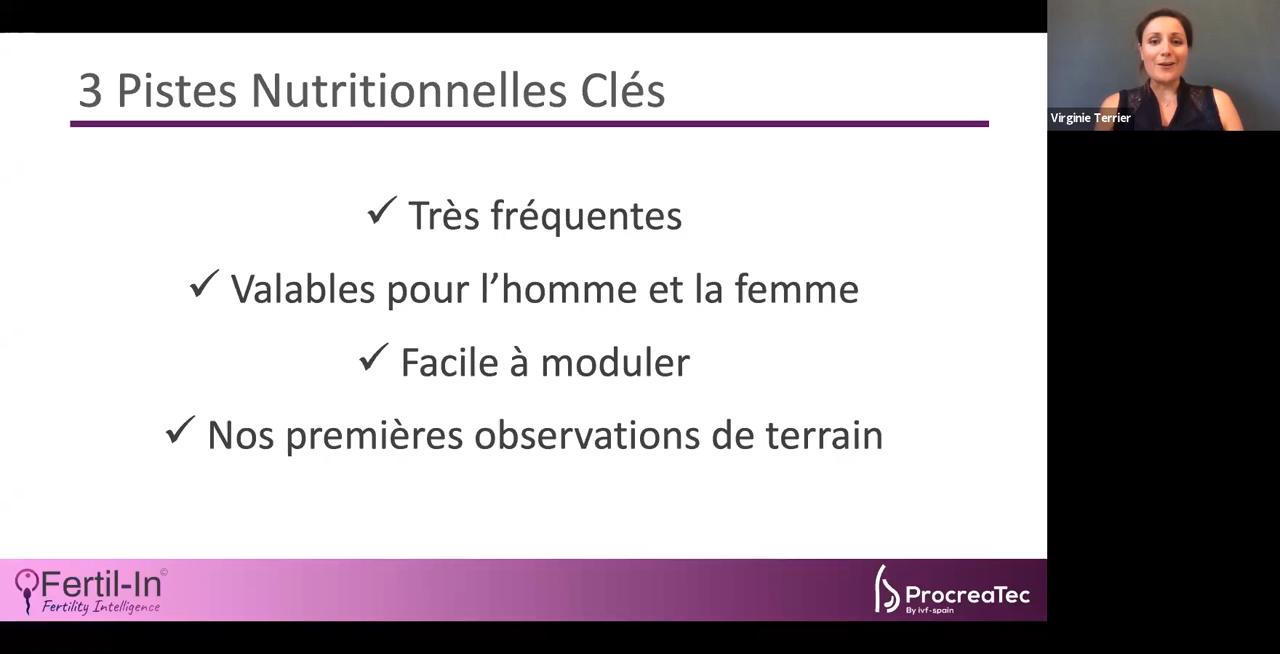 3 Pistes Nutritionnelles Clés
Virginie Terrier
✓ Très fréquentes
✓ Valables pour l’homme et la femme
✓ Facile à moduler
✓ Nos premières observations de terrain
Fertil-In©
Fertility Intelligence
ProcreaTec
By ivf-spain